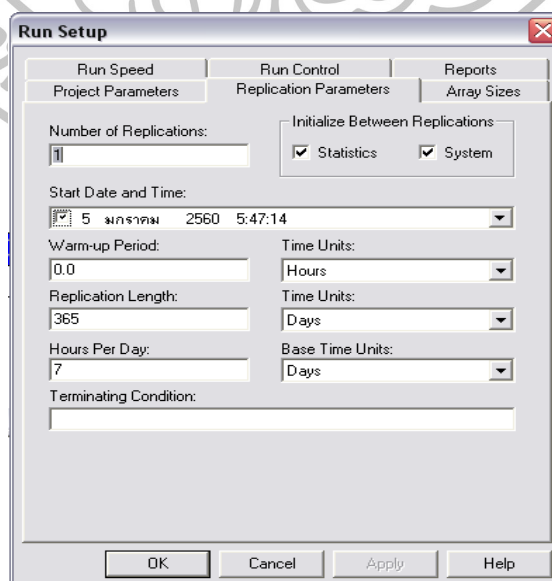 Run Setup
Run Speed Run Control Reports
Project Parameters Replication Parameters Array Sizes
Number of Replications:
1
Initialize Between Replications
Statistics System
Start Date and Time:
5 มกราคม 2560 5:47:14
Warm-up Period: Time Units:
0.0 Hours
Replication Length: Time Units:
365 Days
Hours Per Day: Base Time Units:
7 Days
Terminating Condition:
OK Cancel Apply Help